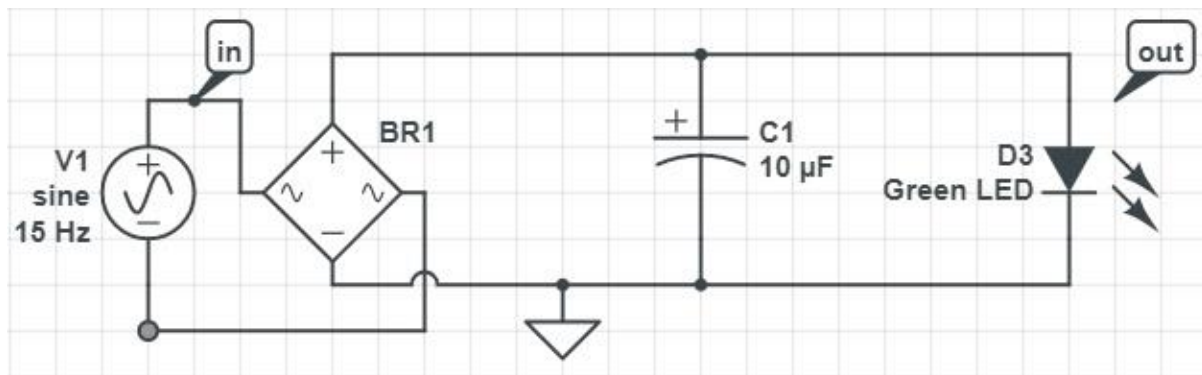 in
out
BR1
V1
sine
15 Hz
C1
10 µF
D3
Green LED